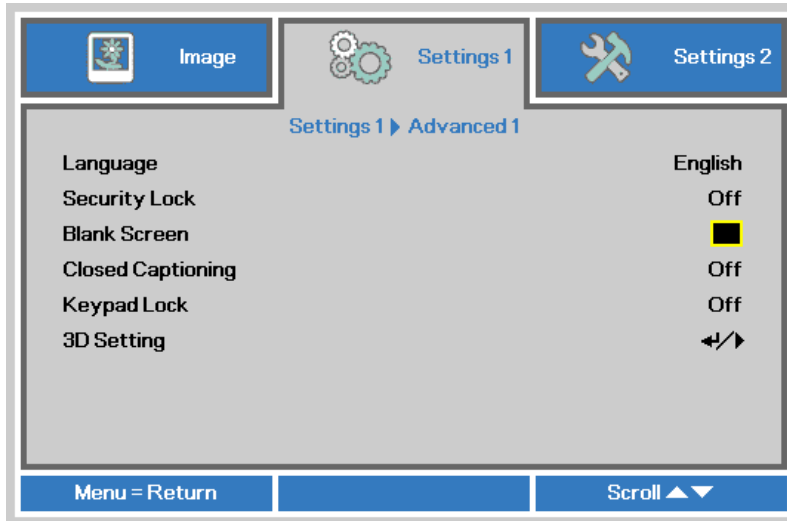 Image
Settings 1
Settings 2
Settings 1 ▶ Advanced 1
Language English
Security Lock Off
Blank Screen
Closed Captioning Off
Keypad Lock Off
3D Setting ↵/▶
Menu = Return
Scroll ▲▼